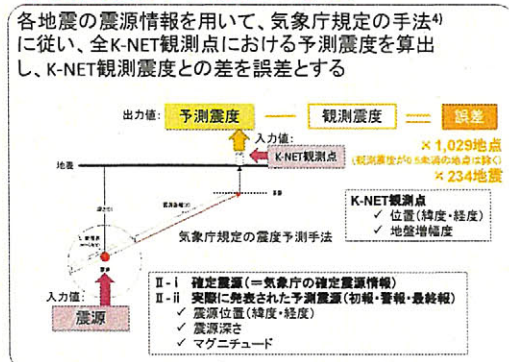 各地震の震源情報を用いて、気象庁規定の手法4)
に従い、全K-NET観測点における予測震度を算出
し、K-NET観測震度との差を誤差とする
出力値: 予測震度 ー 観測震度 = 誤差
入力値:
K-NET観測点
× 1,029地点
× 234地震
地表
K-NET観測点
✓ 位置(緯度・経度)
✓ 地盤増幅度
気象庁規定の震度予測手法
入力値:
震源
Ⅱ-ⅰ 確定震源(=気象庁の確定震源情報)
Ⅱ-ⅱ 実際に発表された予測震源(初報・警報・最終報)
✓ 震源位置(緯度・経度)
✓ 震源深さ
✓ マグニチュード